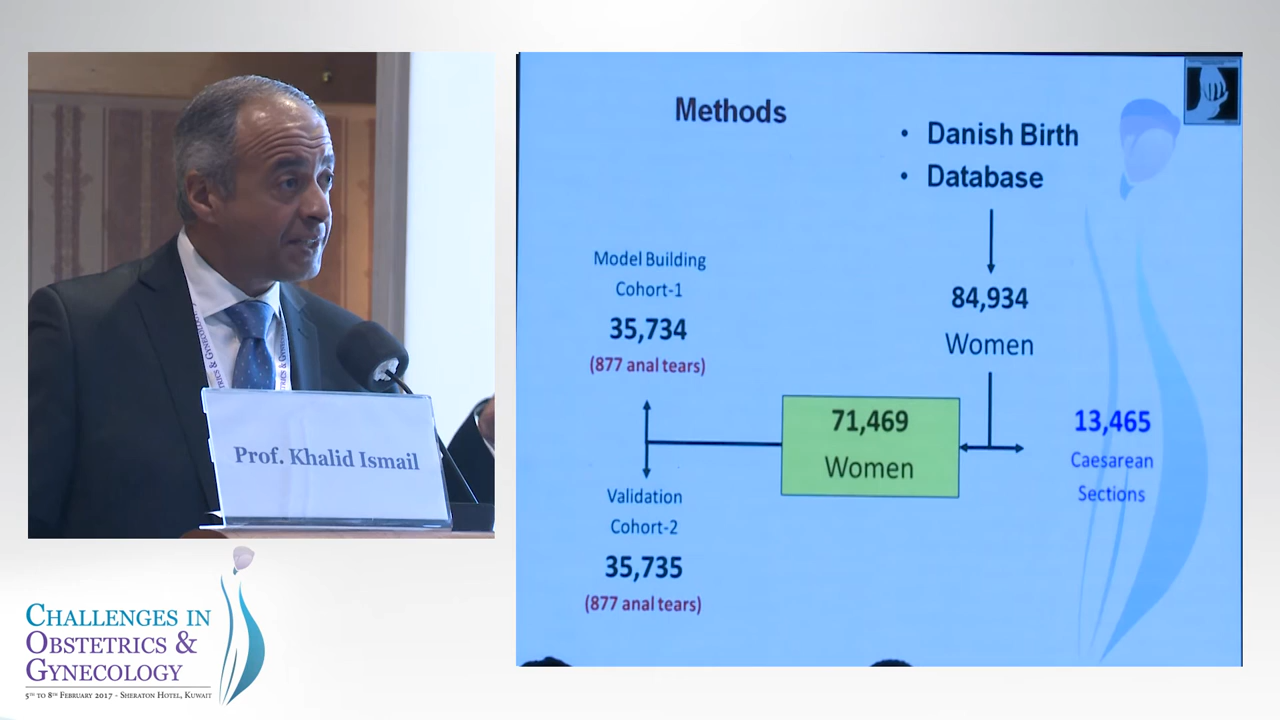 Prof. Khalid Ismail
CHALLENGES IN
OBSTETRICS &
GYNECOLOGY
5TH TO 8TH FEBRUARY 2017 - SHERATON HOTEL, KUWAIT
Methods
• Danish Birth
• Database
84,934
Women
71,469
Women
13,465
Caesarean
Sections
Model Building
Cohort-1
35,734
(877 anal tears)
Validation
Cohort-2
35,735
(877 anal tears)